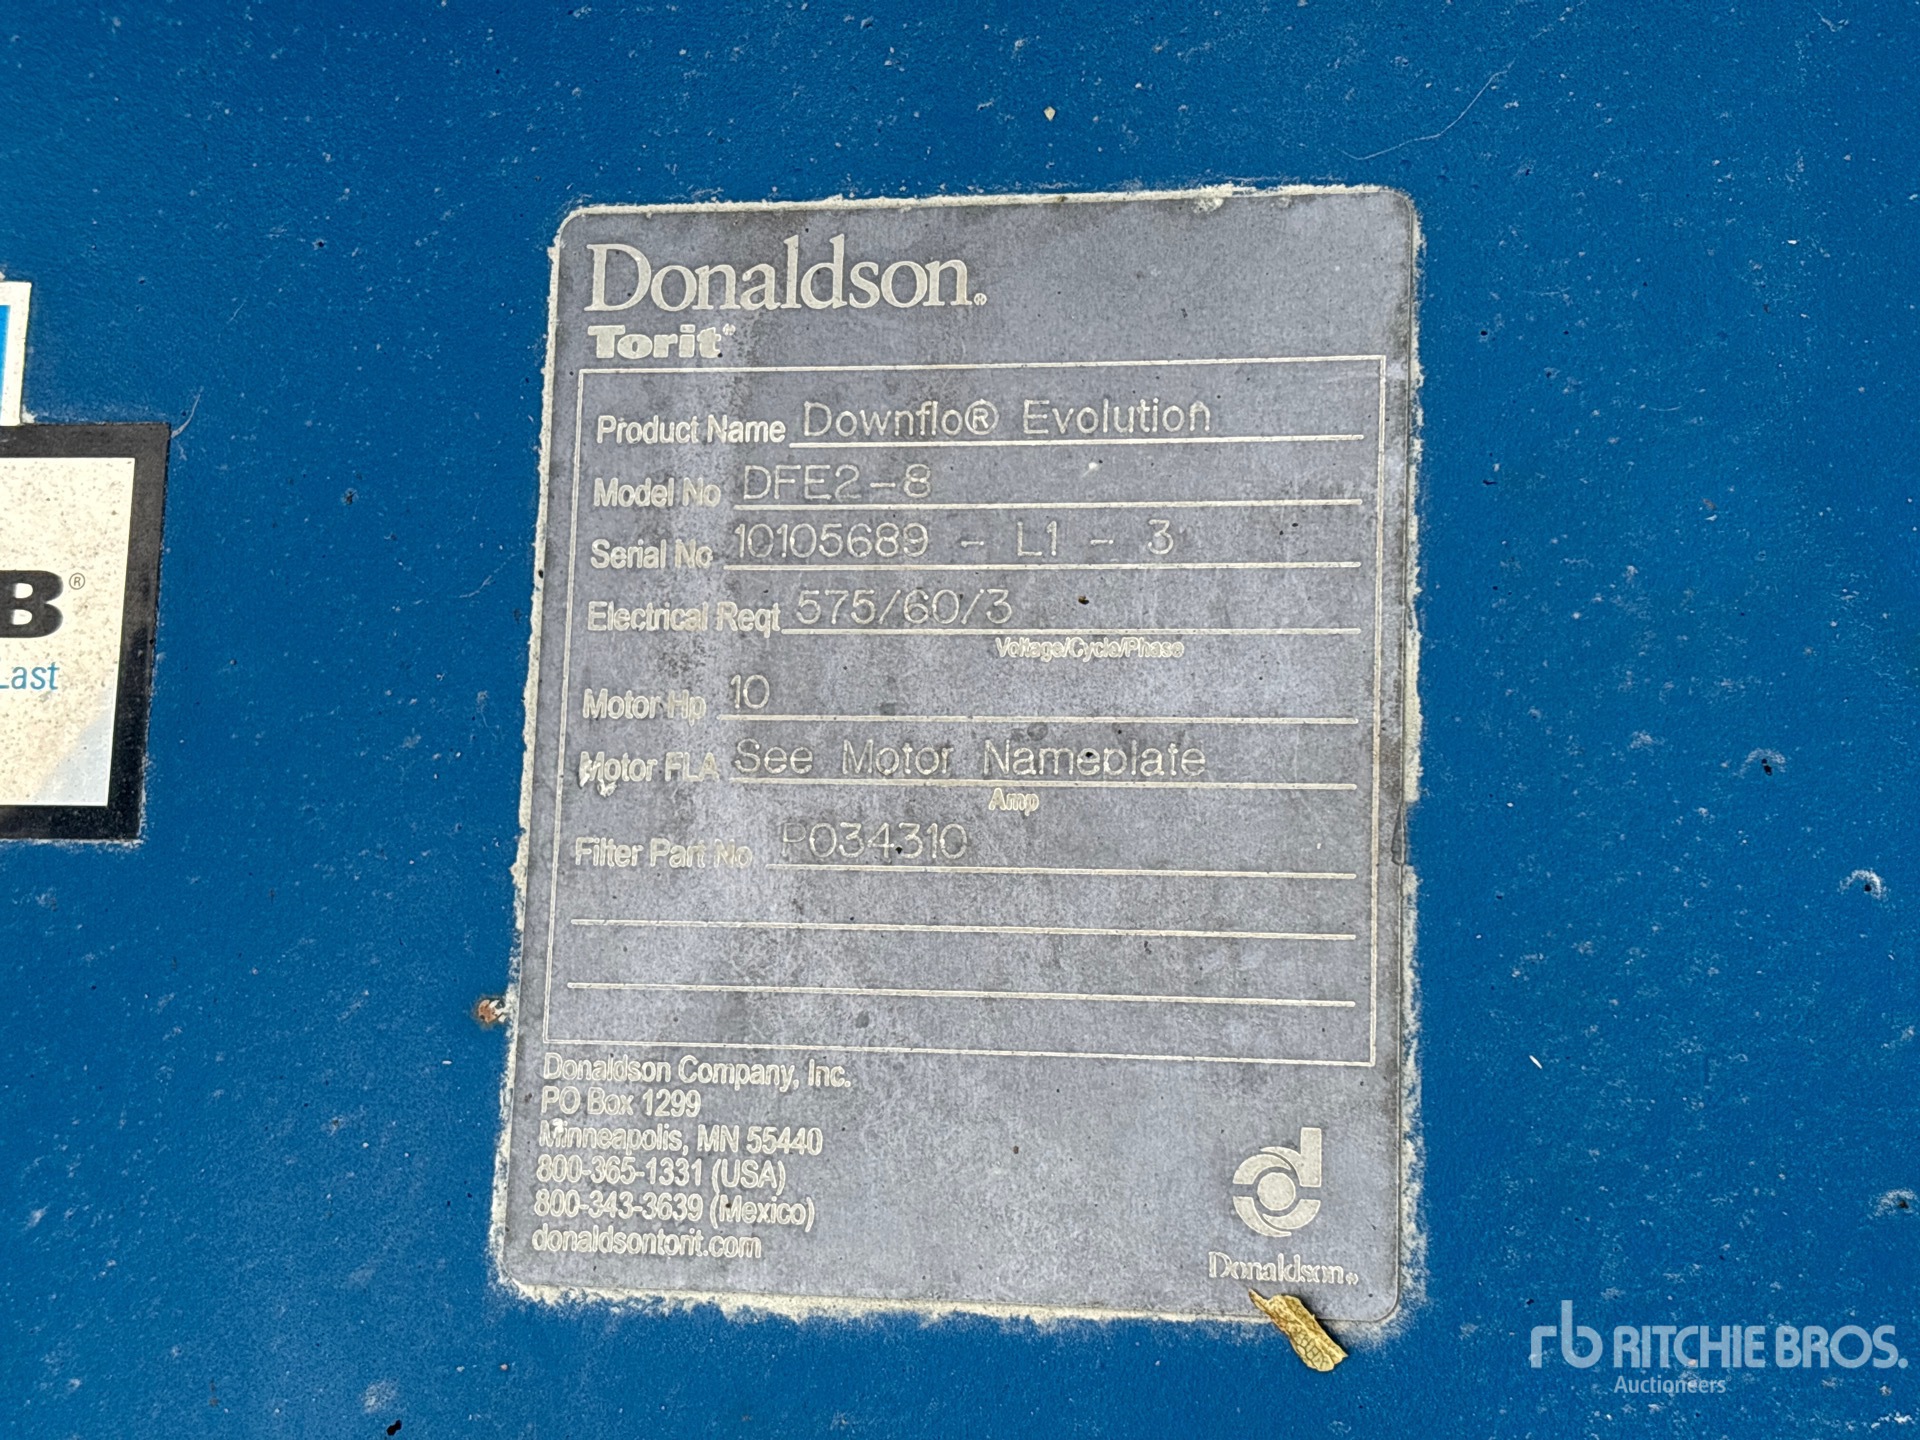 Donaldson®
Torit®
Product Name Downflo® Evolution
Model No DFE2-8
Serial No 10105689 - L1 - 3
Electrical Reqt 575/60/3
Voltage/Cycle/Phase
Motor Hp 10
Motor FLA See Motor Nameplate
Amp
Filter Part No P034310
Donaldson Company, Inc.
PO Box 1299
Minneapolis, MN 55440
800-365-1331 (USA)
800-343-3639 (Mexico)
donaldsontorit.com
Donaldson®
B®
Last
rb RITCHIE BROS.
Auctioneers